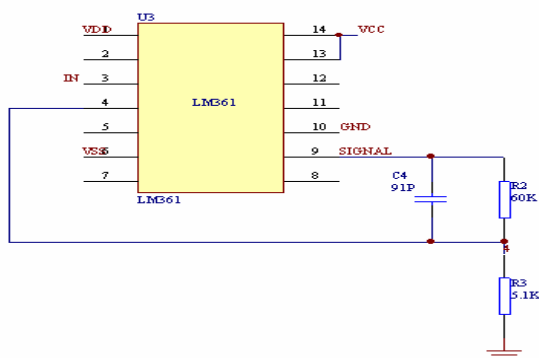 U3
VDD 1
14 VCC
2
13
IN 3
12
LM361
4
11
5
10 GND
VSS 6
9 SIGNAL
7
8
LM361
C4
91P
R2
60K
4
R3
5.1K